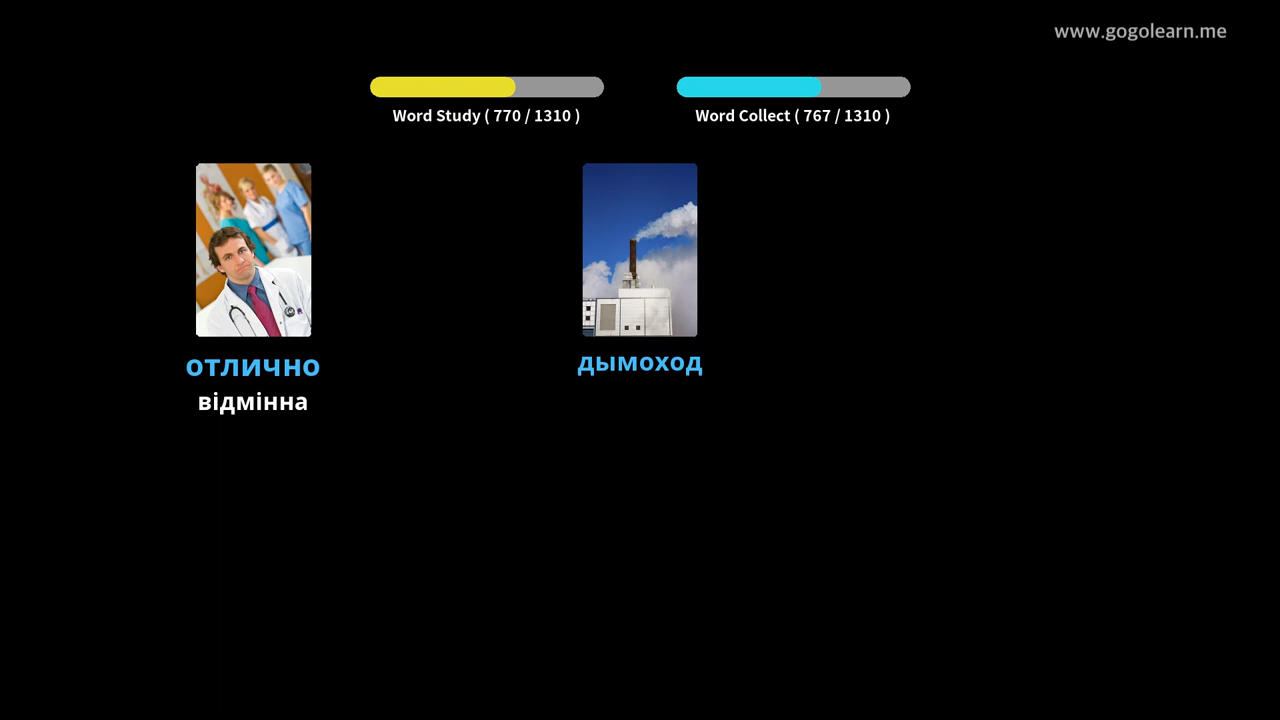 www.gogolearn.me
Word Study ( 770 / 1310 )
Word Collect ( 767 / 1310 )
отлично
відмінна
дымоход